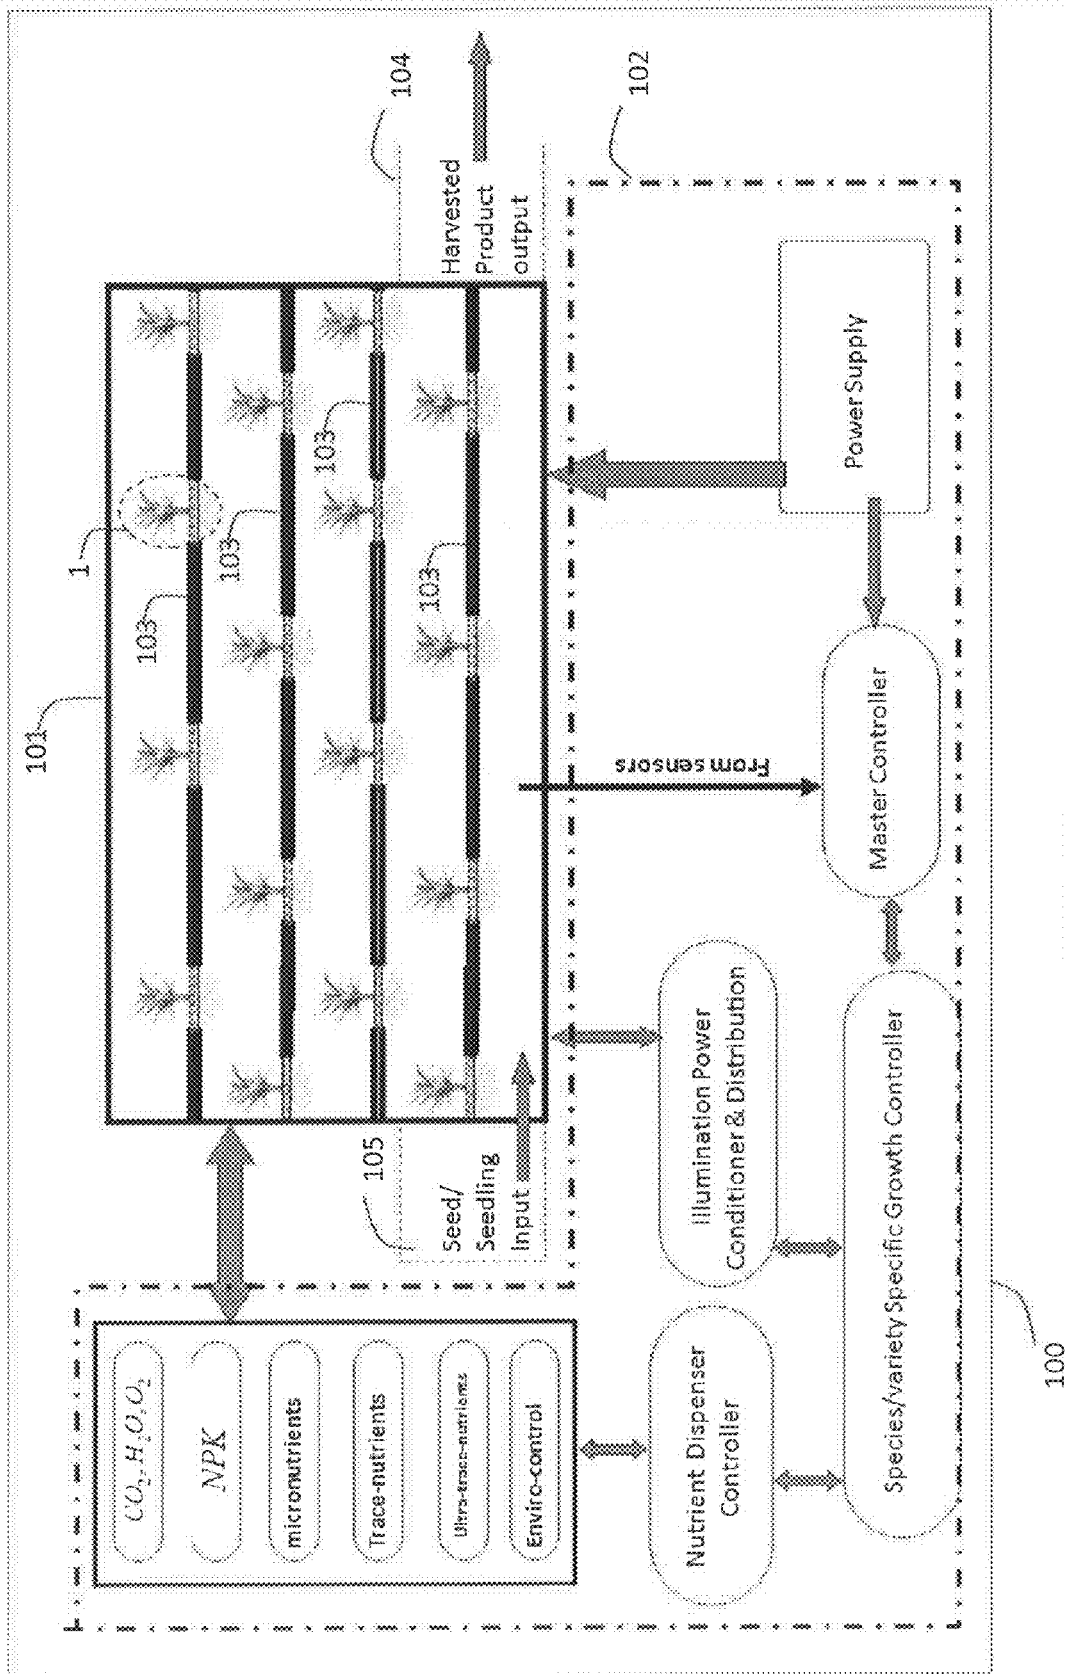 CO₂, H₂O, O₂
NPK
micronutrients
Trace-nutrients
Ultra-trace-nutrients
Enviro-control
Nutrient Dispenser
Controller
Species/variety Specific Growth Controller
Illumination Power
Conditioner & Distribution
Seed/
Seedling
Input
105
101
103
1
103
103
103
From sensors
Master Controller
Power Supply
Harvested
Product
output
104
102
100